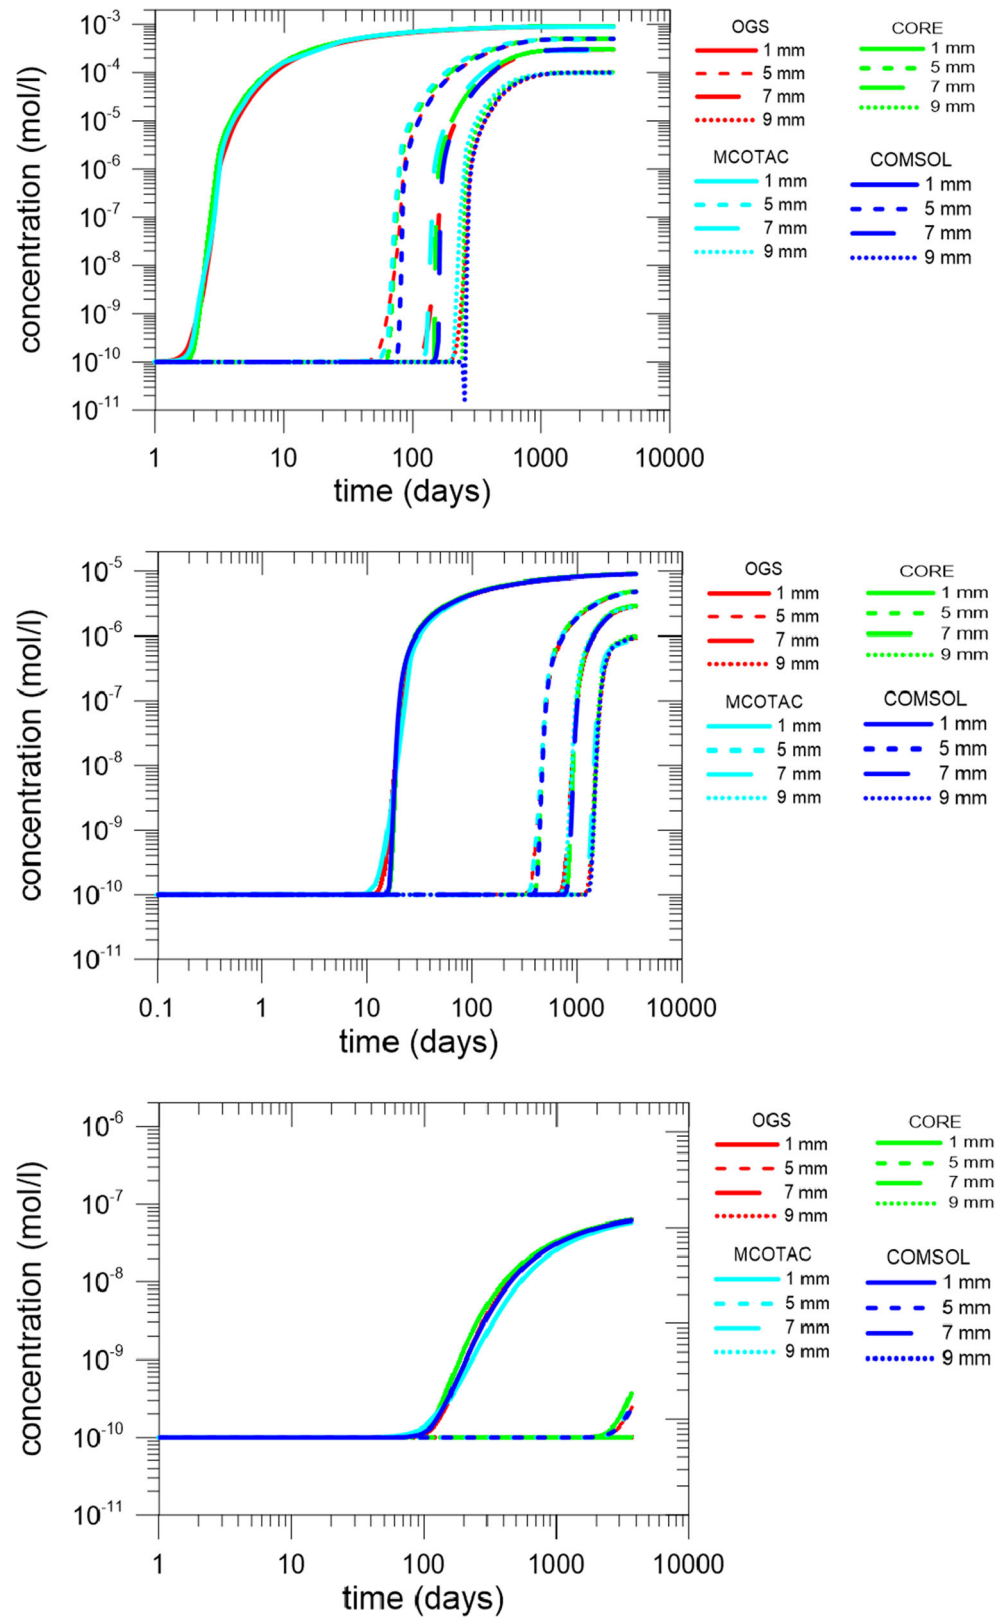 10-3
10-4
10-5
10-6
10-7
10-8
10-9
10-10
10-11
concentration (mol/l)
1 10 100 1000 10000
time (days)
OGS
1 mm
5 mm
7 mm
9 mm
CORE
1 mm
5 mm
7 mm
9 mm
MCOTAC
1 mm
5 mm
7 mm
9 mm
COMSOL
1 mm
5 mm
7 mm
9 mm
10-5
10-6
10-7
10-8
10-9
10-10
10-11
concentration (mol/l)
0.1 1 10 100 1000 10000
time (days)
OGS
1 mm
5 mm
7 mm
9 mm
CORE
1 mm
5 mm
7 mm
9 mm
MCOTAC
1 mm
5 mm
7 mm
9 mm
COMSOL
1 mm
5 mm
7 mm
9 mm
10-6
10-7
10-8
10-9
10-10
10-11
concentration (mol/l)
1 10 100 1000 10000
time (days)
OGS
1 mm
5 mm
7 mm
9 mm
CORE
1 mm
5 mm
7 mm
9 mm
MCOTAC
1 mm
5 mm
7 mm
9 mm
COMSOL
1 mm
5 mm
7 mm
9 mm